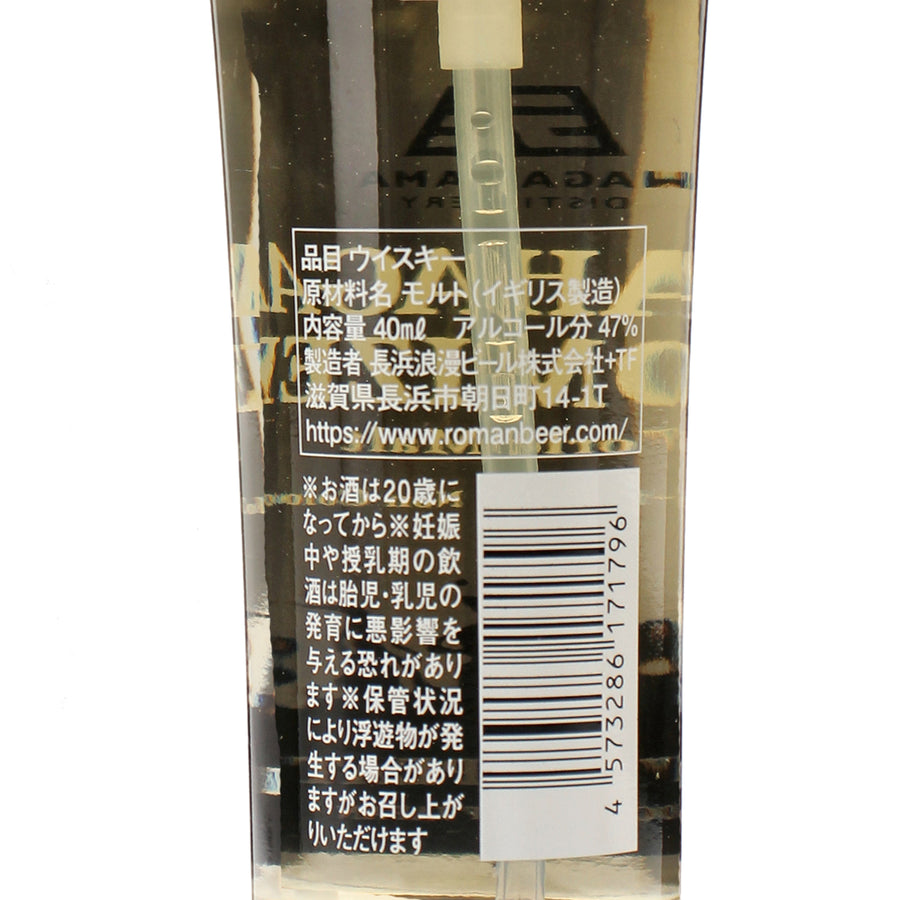 品目 ウイスキー
原材料名 モルト(イギリス製造)
内容量 40㎖ アルコール分 47%
製造者 長浜浪漫ビール株式会社+TF
滋賀県長浜市朝日町14-1T
https://www.romanbeer.com/
※お酒は20歳に
なってから※妊娠
中や授乳期の飲
酒は胎児・乳児の
発育に悪影響を
与える恐れがあり
ます※保管状況
により浮遊物が発
生する場合があり
ますがお召し上が
りいただけます
4 573286 171796